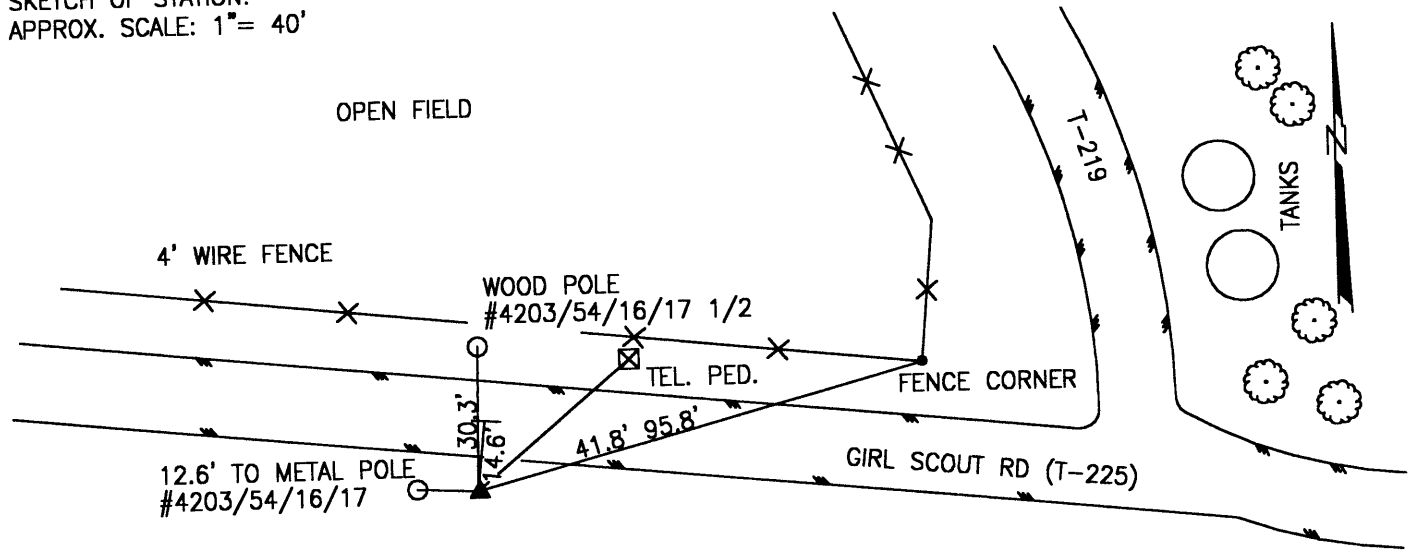 SKETCH OF STATION:
APPROX. SCALE: 1"= 40'
OPEN FIELD
T-219
N
TANKS
4' WIRE FENCE
WOOD POLE
#4203/54/16/17 1/2
TEL. PED.
FENCE CORNER
30.3'
14.6'
41.8' 95.8'
GIRL SCOUT RD (T-225)
12.6' TO METAL POLE
#4203/54/16/17